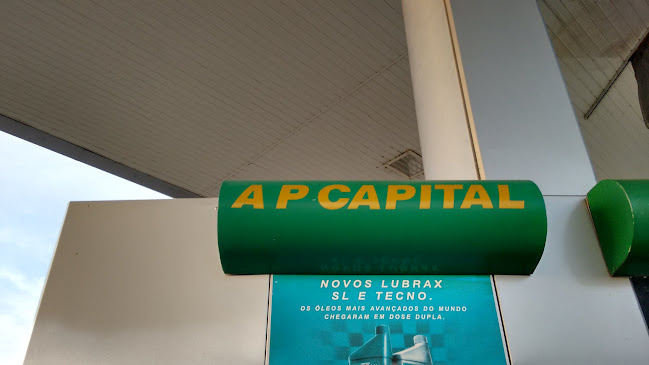 A P CAPITAL
NOVOS LUBRAX
SL E TECNO.
OS ÓLEOS MAIS AVANÇADOS DO MUNDO
CHEGARAM EM DOSE DUPLA.